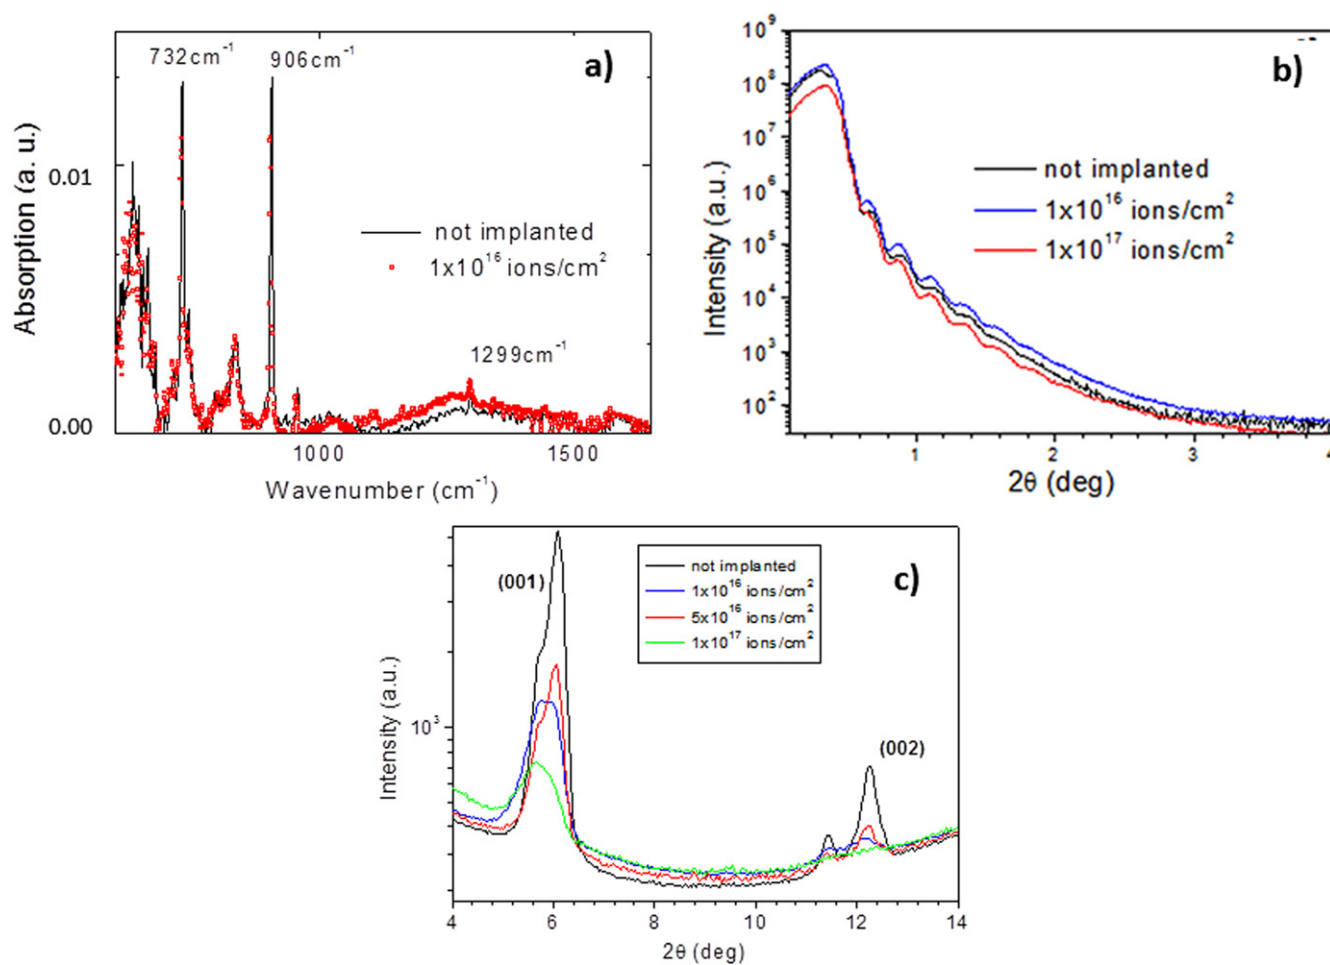 732cm⁻¹
906cm⁻¹
a)
Absorption (a. u.)
0.01
not implanted
1x10¹⁶ ions/cm²
1299cm⁻¹
0.00
1000
1500
Wavenumber (cm⁻¹)
b)
Intensity (a.u.)
10⁹
10⁸
10⁷
10⁶
10⁵
10⁴
10³
10²
not implanted
1x10¹⁶ ions/cm²
1x10¹⁷ ions/cm²
1
2
3
4
2θ (deg)
c)
(001)
not implanted
1x10¹⁶ ions/cm²
5x10¹⁶ ions/cm²
1x10¹⁷ ions/cm²
Intensity (a.u.)
10³
(002)
4
6
8
10
12
14
2θ (deg)